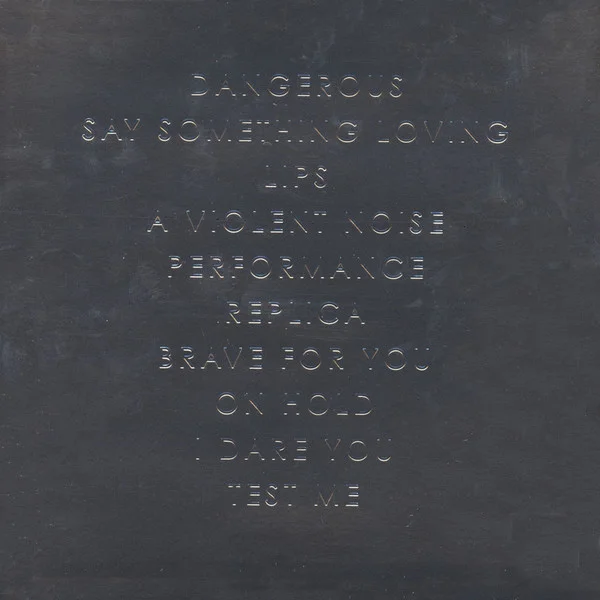 DANGEROUS
SAY SOMETHING LOVING
LIPS
A VIOLENT NOISE
PERFORMANCE
REPLICA
BRAVE FOR YOU
ON HOLD
I DARE YOU
TEST ME